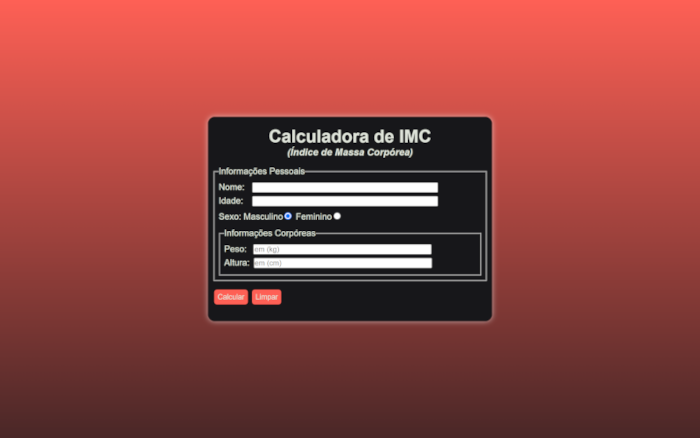 Calculadora de IMC
(Índice de Massa Corpórea)
Informações Pessoais
Nome:
Idade:
Sexo: Masculino Feminino
Informações Corpóreas
Peso: em (kg)
Altura: em (cm)
Calcular Limpar